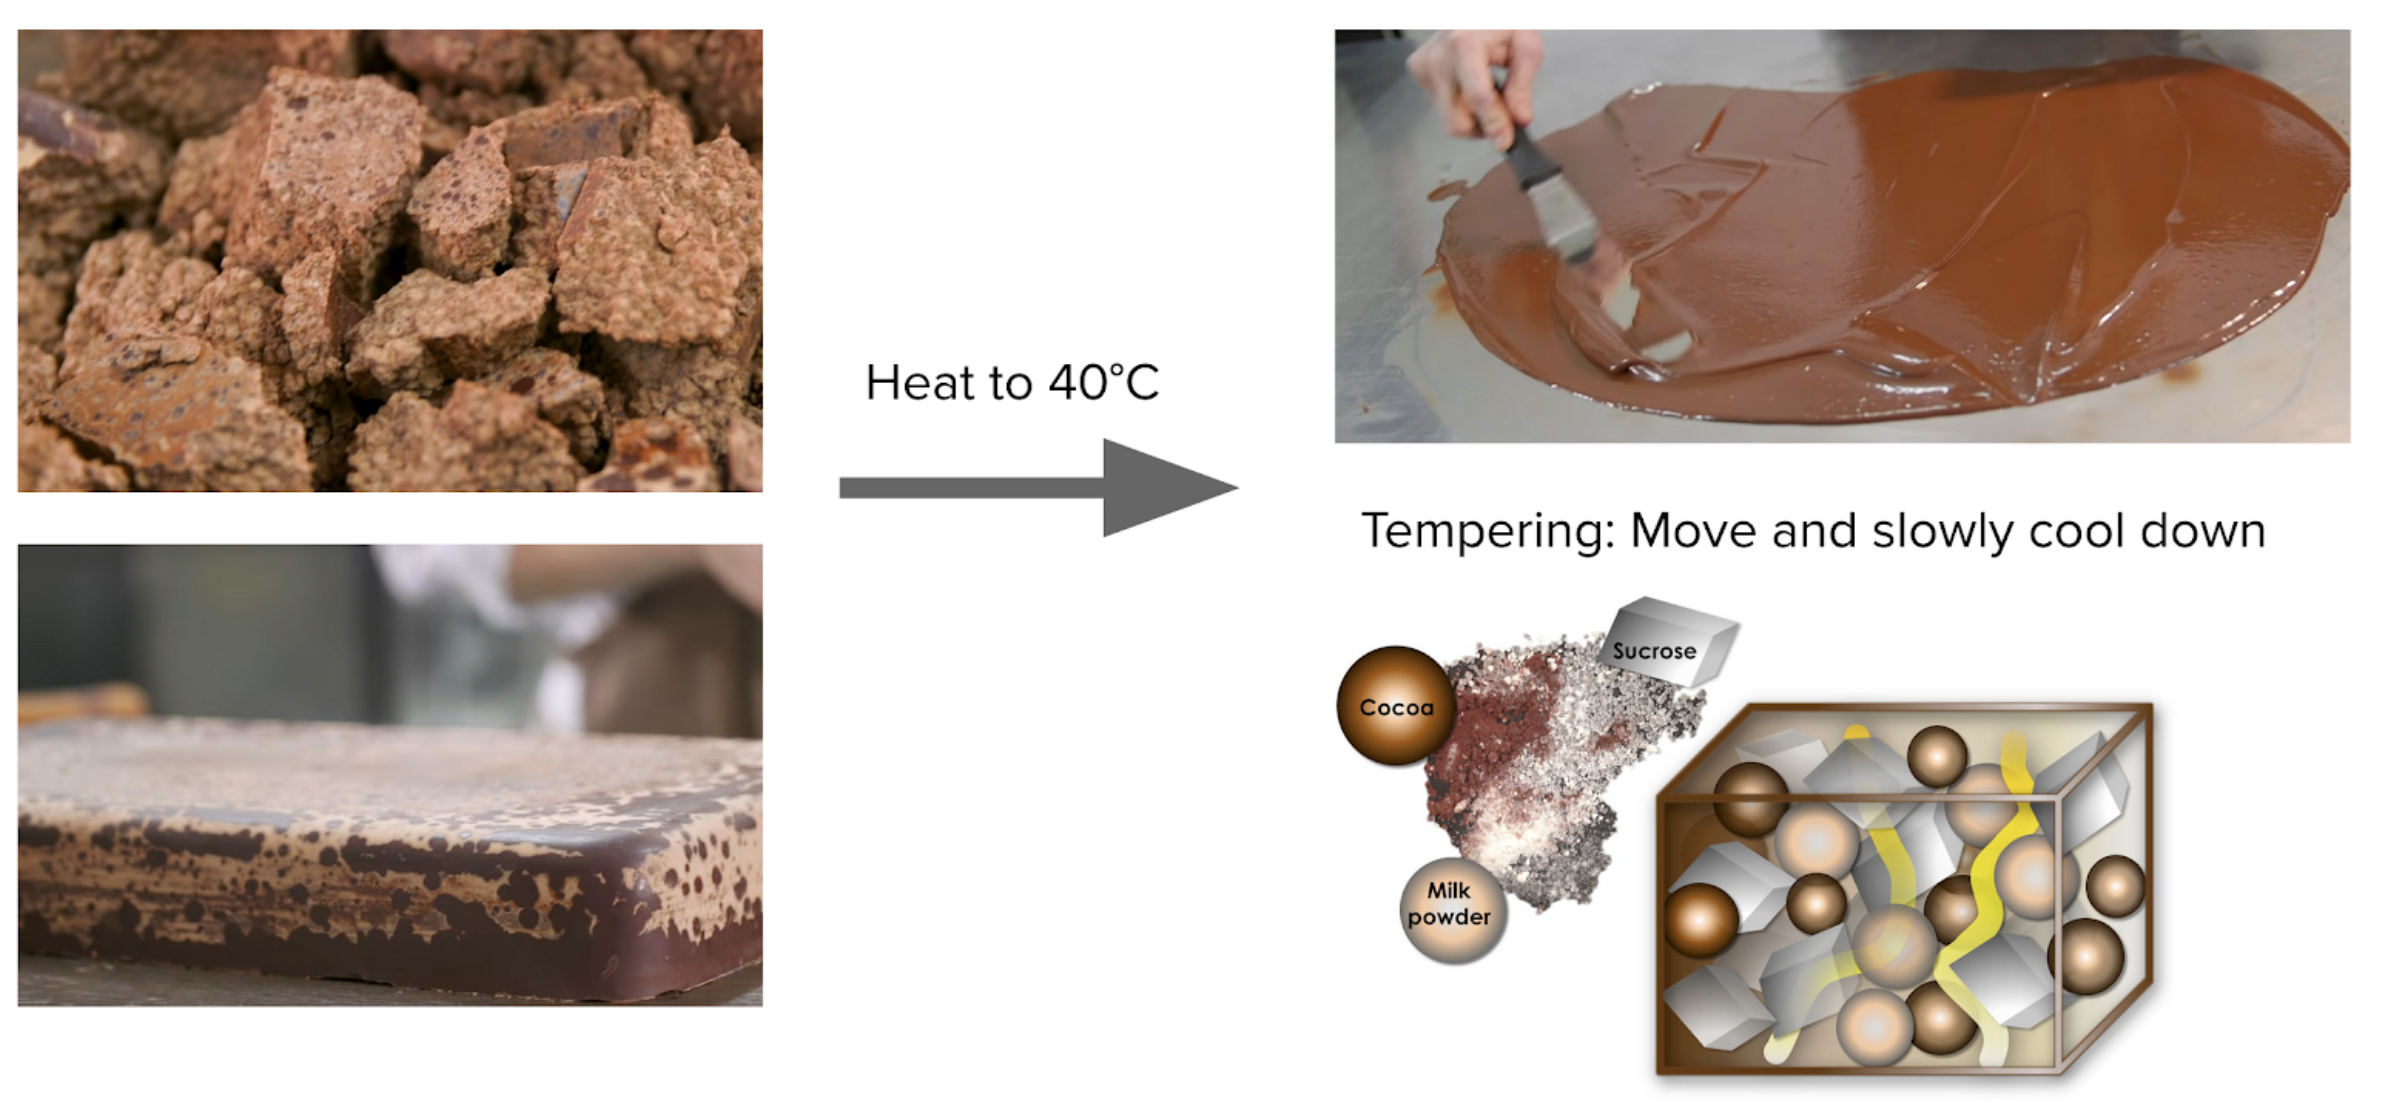 Heat to 40°C
Tempering: Move and slowly cool down
Sucrose
Cocoa
Milk
powder